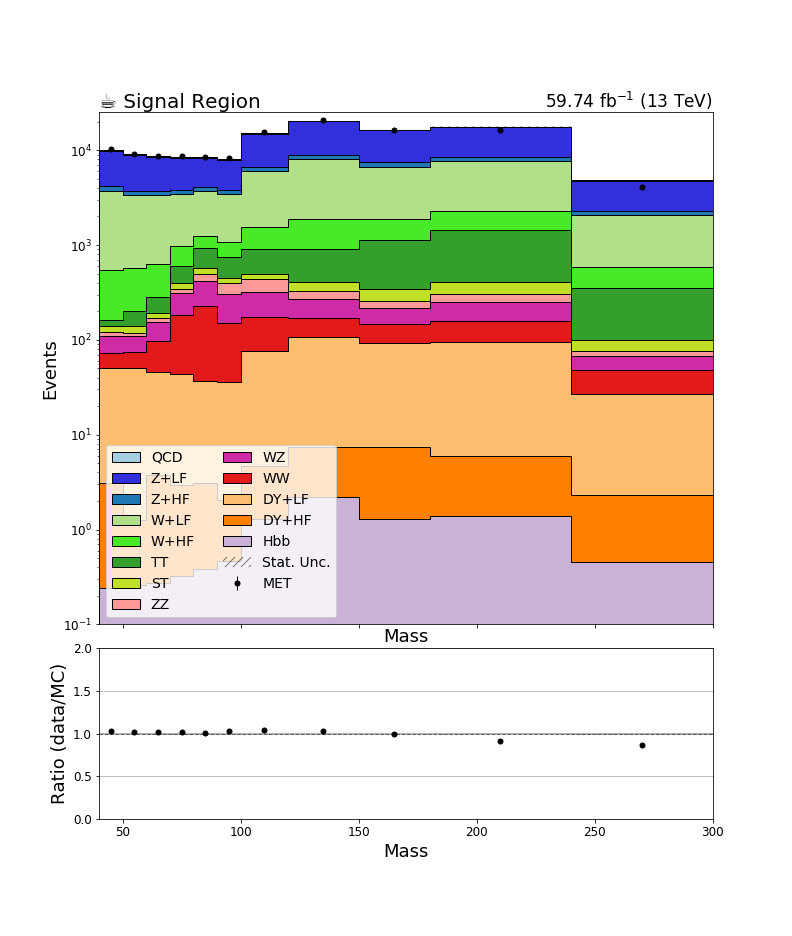 ☕ Signal Region
59.74 fb⁻¹ (13 TeV)
Events
10⁴
10³
10²
10¹
10⁰
10⁻¹
QCD
Z+LF
Z+HF
W+LF
W+HF
TT
ST
ZZ
WZ
WW
DY+LF
DY+HF
Hbb
Stat. Unc.
MET
Mass
Ratio (data/MC)
2.0
1.5
1.0
0.5
0.0
50
100
150
200
250
300
Mass